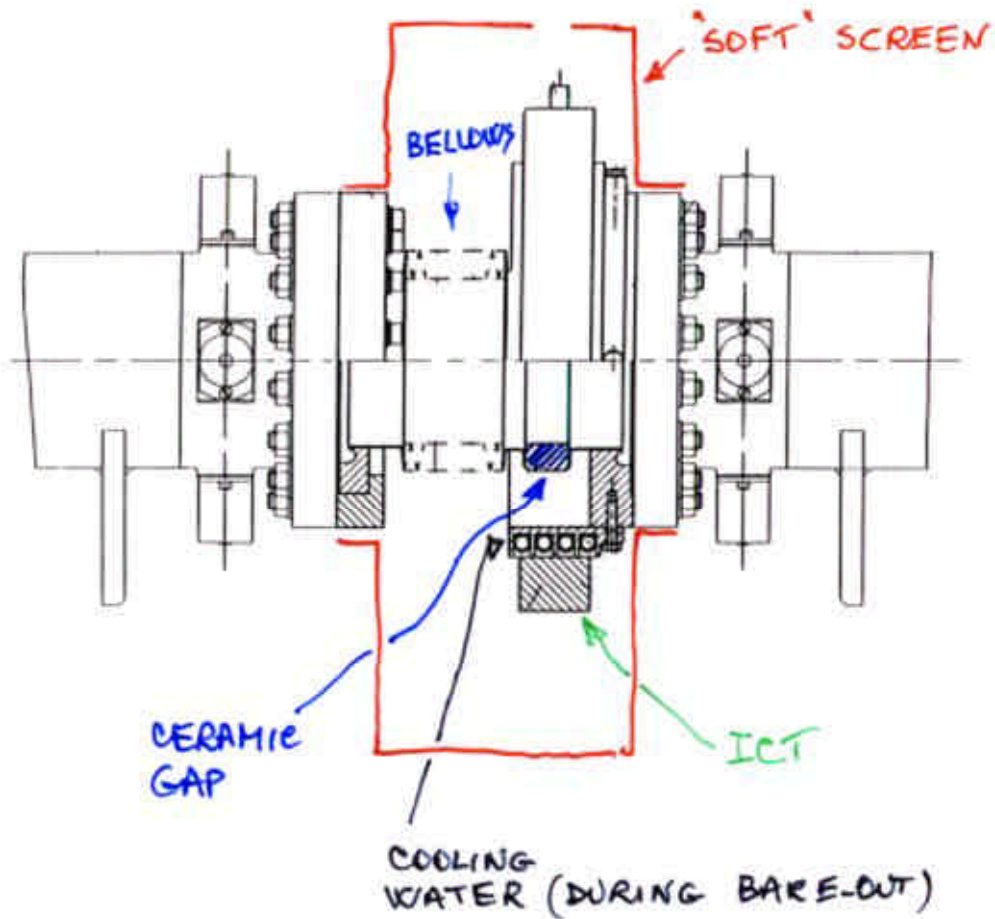 "SOFT" SCREEN
BELLOWS
CERAMIC
GAP
ICT
COOLING
WATER (DURING BAKE-OUT)